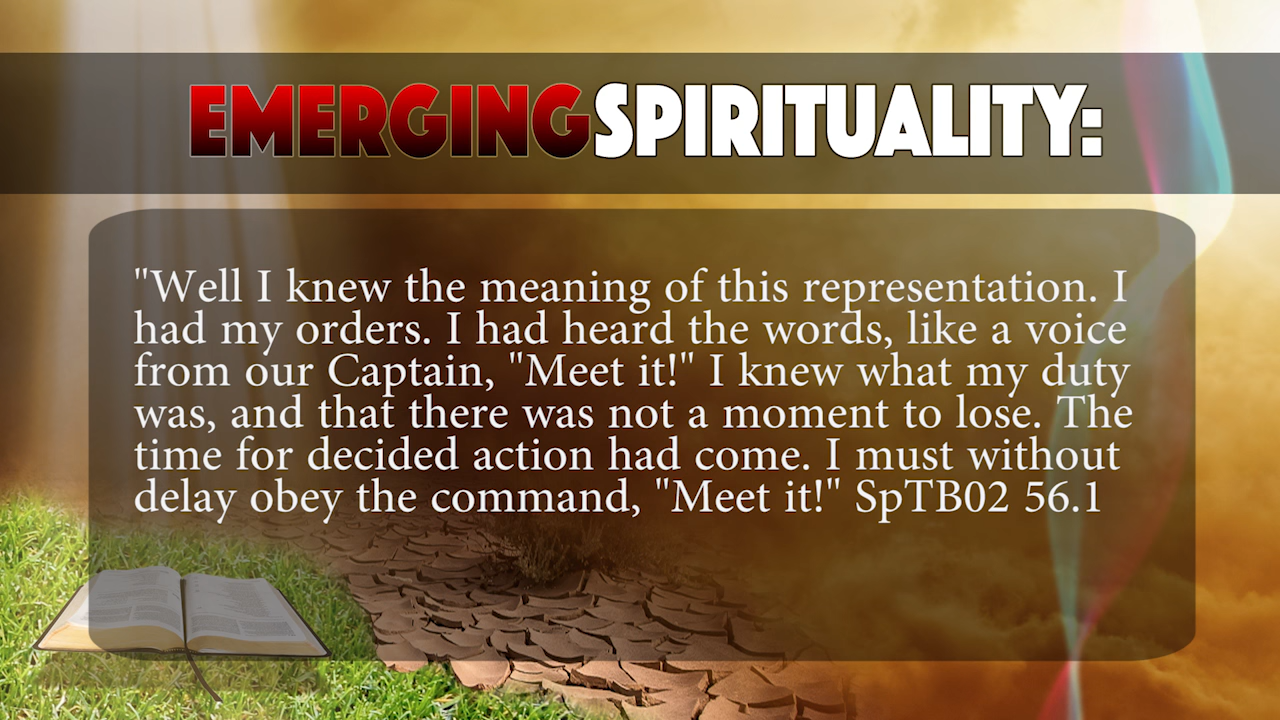 EMERGINGSPIRITUALITY:
"Well I knew the meaning of this representation. I
had my orders. I had heard the words, like a voice
from our Captain, "Meet it!" I knew what my duty
was, and that there was not a moment to lose. The
time for decided action had come. I must without
delay obey the command, "Meet it!" SpTB02 56.1